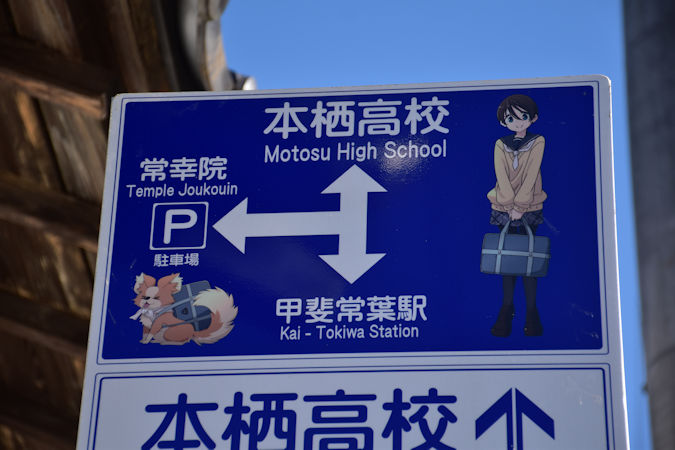 本栖高校
Motosu High School
常幸院
Temple Joukouin
P
駐車場
甲斐常葉駅
Kai - Tokiwa Station
本栖高校